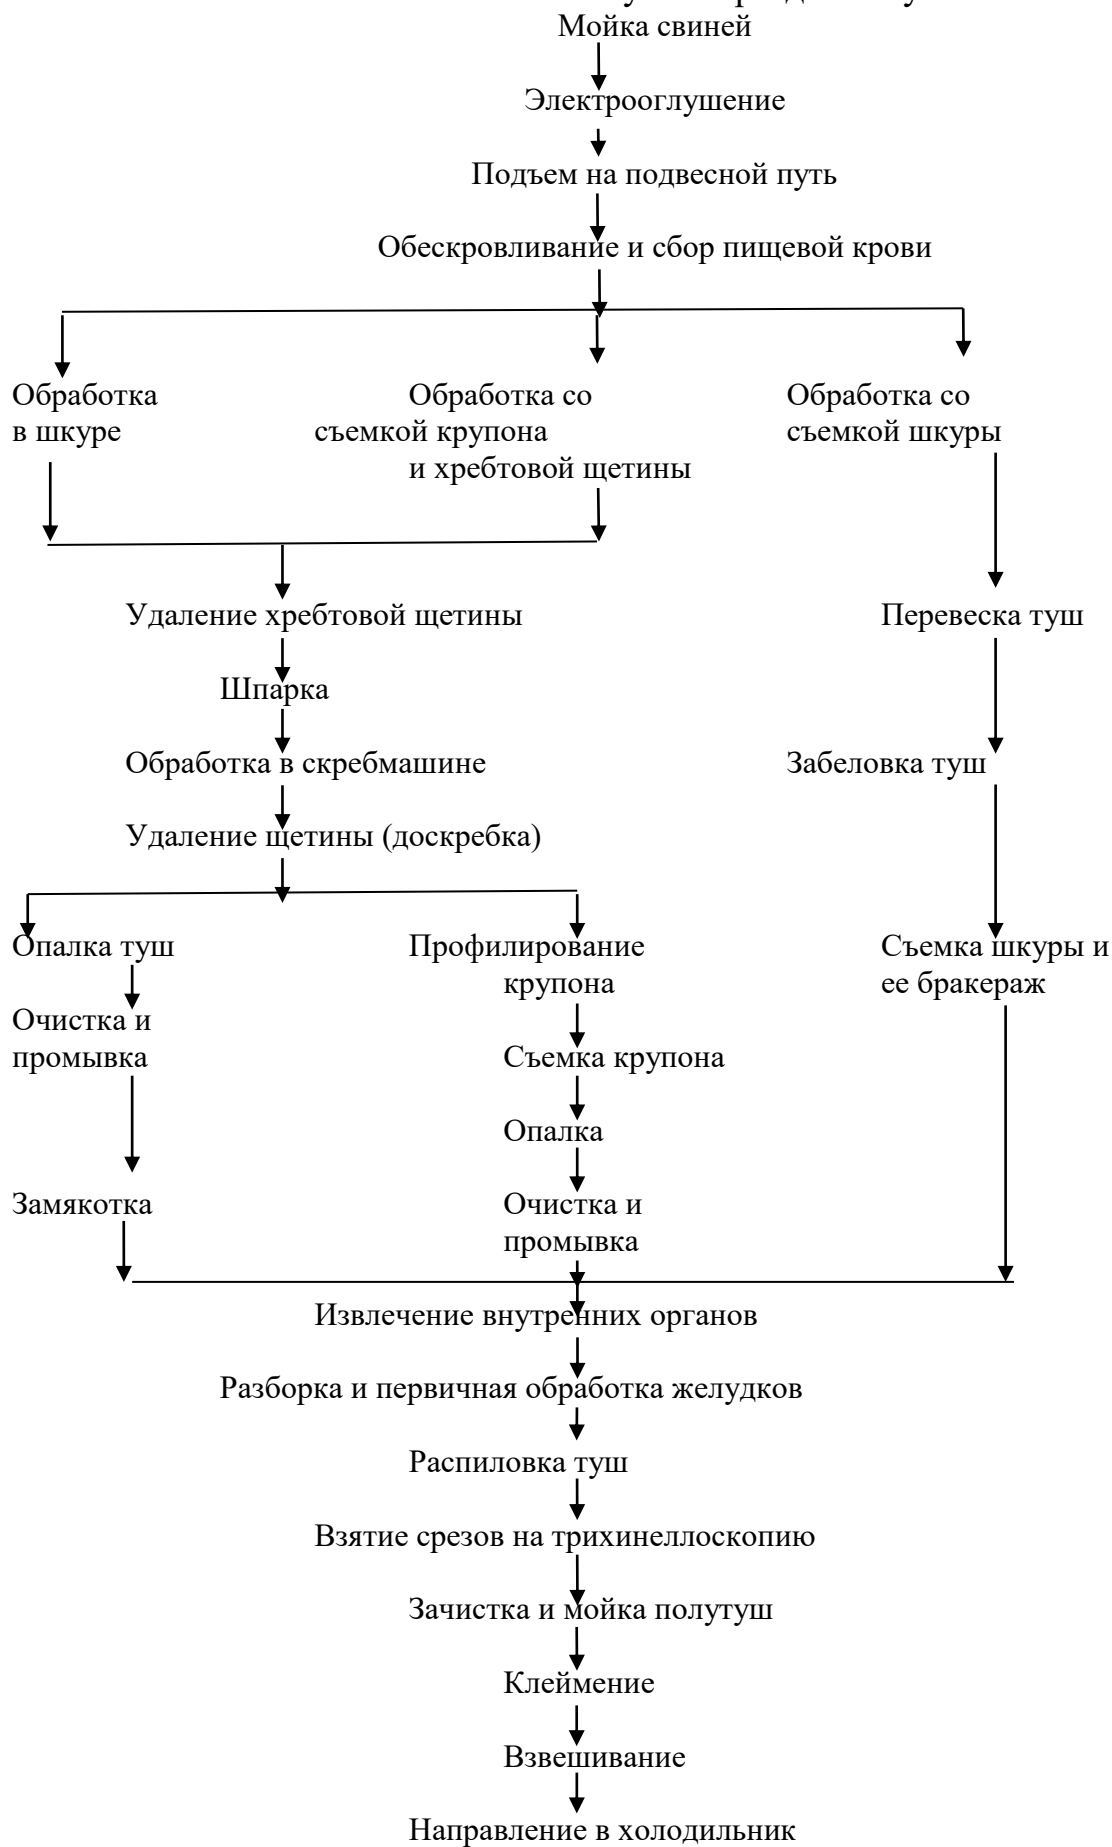 Мойка свиней
Электрооглушение
Подъем на подвесной путь
Обескровливание и сбор пищевой крови
Обработка
в шкуре
Обработка со
съемкой крупона
и хребтовой щетины
Обработка со
съемкой шкуры
Удаление хребтовой щетины
Перевеска туш
Шпарка
Обработка в скребмашине
Забеловка туш
Удаление щетины (доскребка)
Опалка туш
Профилирование
крупона
Съемка шкуры и
ее бракераж
Очистка и
промывка
Съемка крупона
Опалка
Замякотка
Очистка и
промывка
Извлечение внутренних органов
Разборка и первичная обработка желудков
Распиловка туш
Взятие срезов на трихинеллоскопию
Зачистка и мойка полутуш
Клеймение
Взвешивание
Направление в холодильник